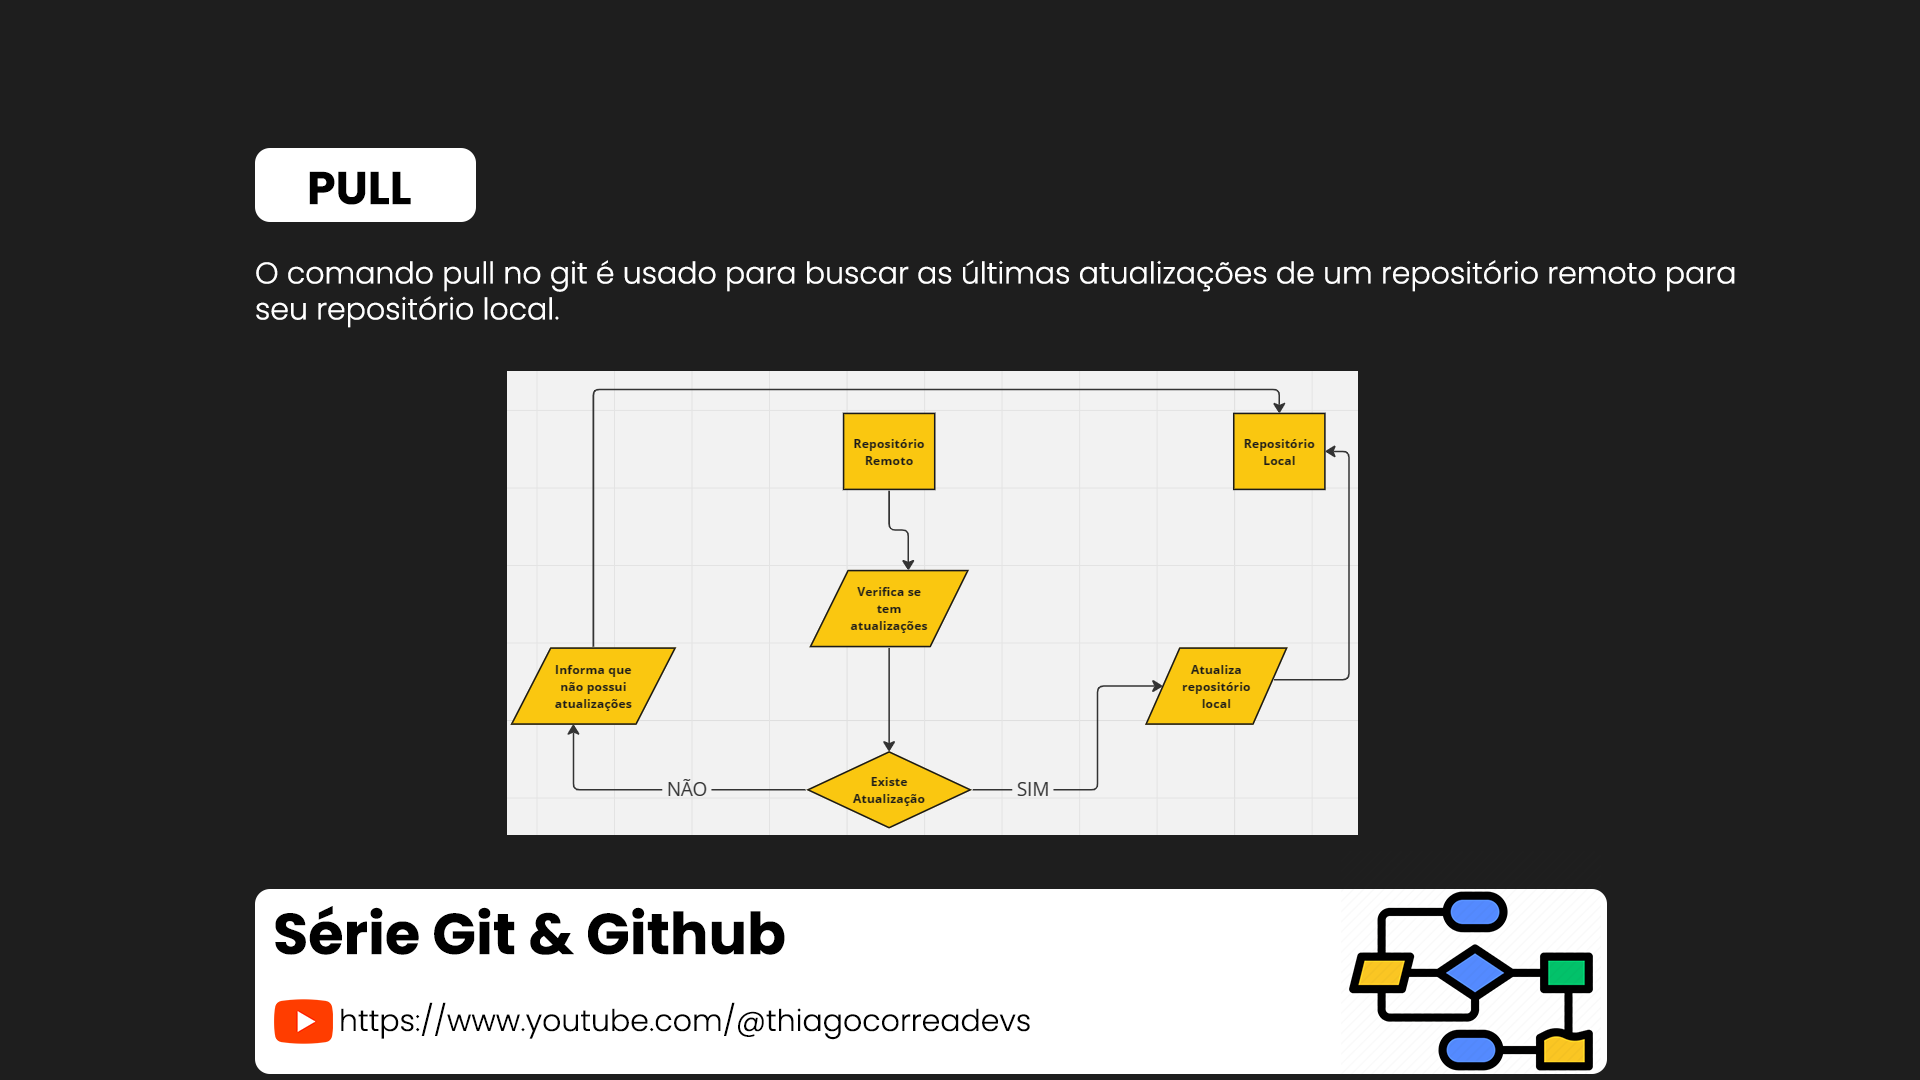 PULL
O comando pull no git é usado para buscar as últimas atualizações de um repositório remoto para
seu repositório local.
Repositório
Remoto
Repositório
Local
Verifica se
tem
atualizações
Informa que
não possui
atualizações
Atualiza
repositório
local
NÃO
Existe
Atualização
SIM
Série Git & Github
https://www.youtube.com/@thiagocorreadevs